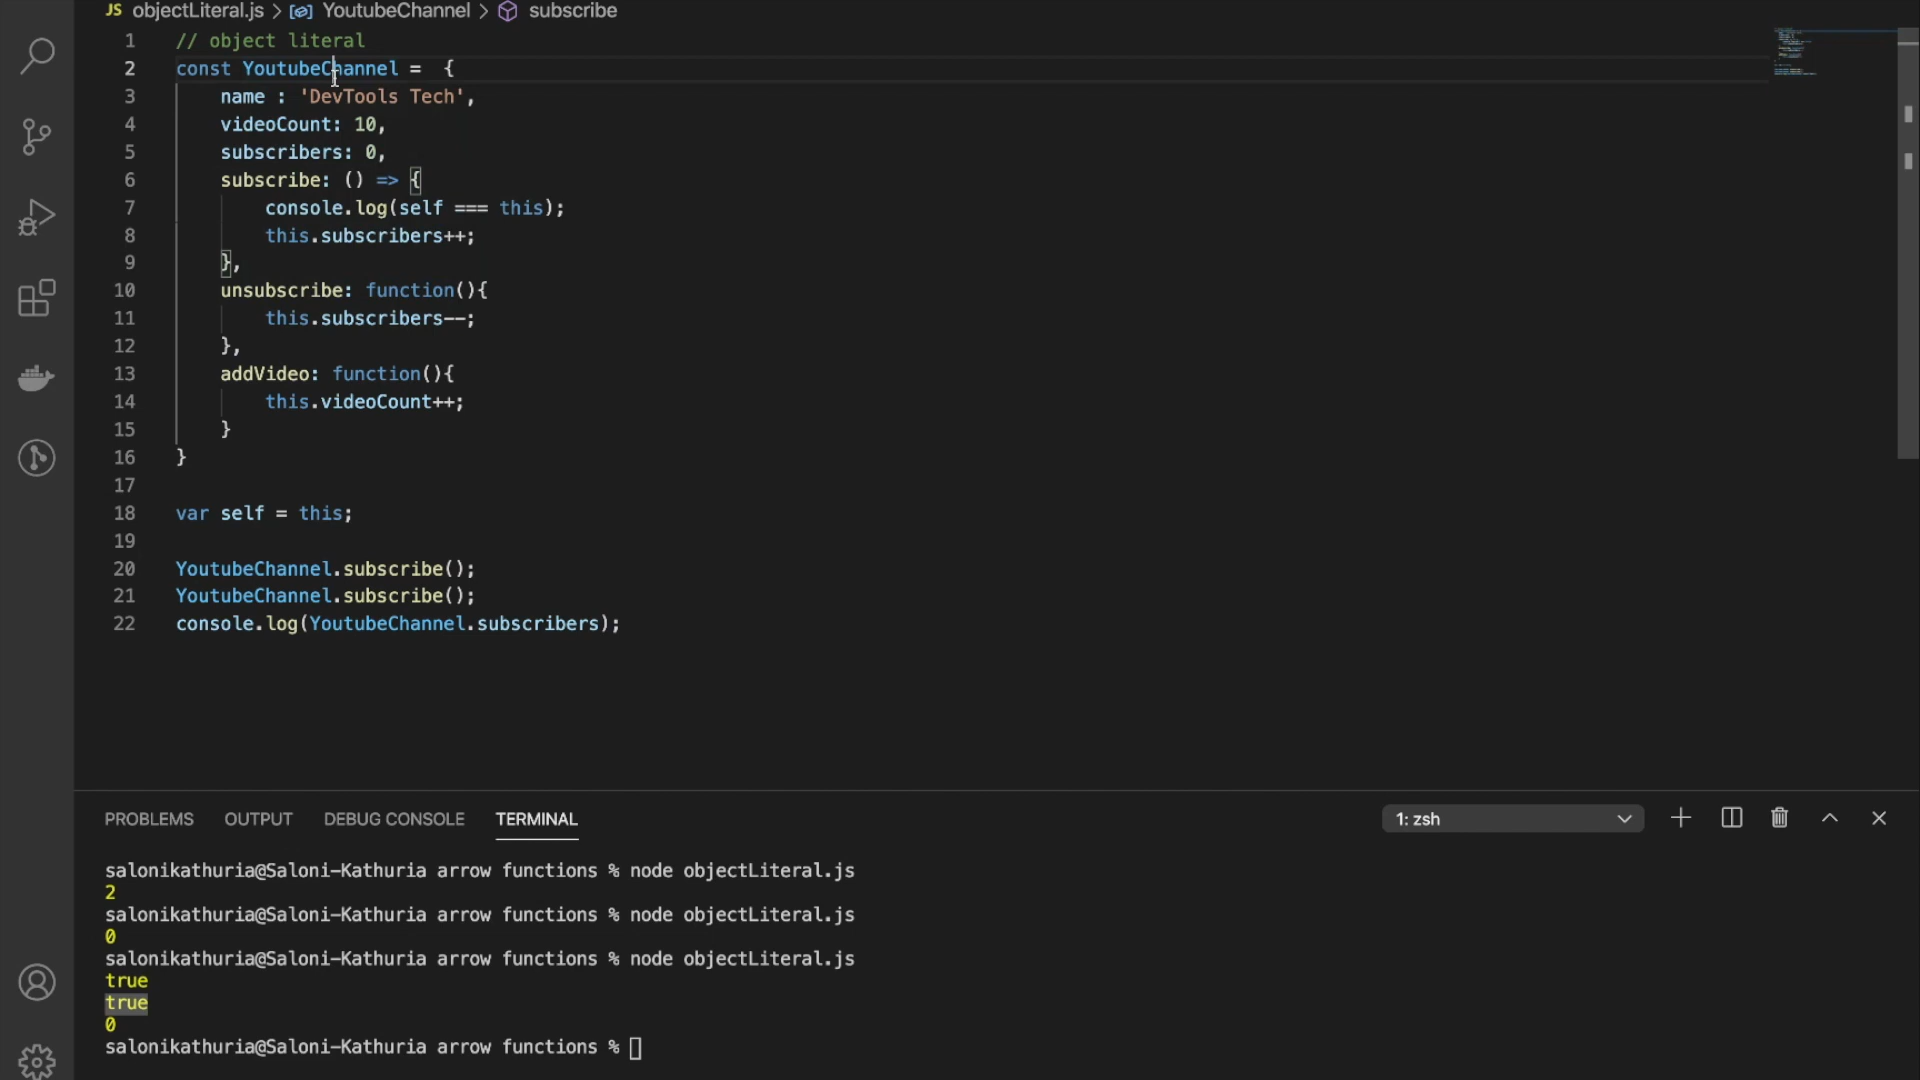 JS objectLiteral.js > YoutubeChannel > subscribe
1 // object literal
2 const YoutubeChannel =  {
3     name : 'DevTools Tech',
4     videoCount: 10,
5     subscribers: 0,
6     subscribe: () => {
7         console.log(self === this);
8         this.subscribers++;
9     },
10     unsubscribe: function(){
11         this.subscribers--;
12     },
13     addVideo: function(){
14         this.videoCount++;
15     }
16 }
17
18 var self = this;
19
20 YoutubeChannel.subscribe();
21 YoutubeChannel.subscribe();
22 console.log(YoutubeChannel.subscribers);
PROBLEMS OUTPUT DEBUG CONSOLE TERMINAL 1: zsh
salonikathuria@Saloni-Kathuria arrow functions % node objectLiteral.js
2
salonikathuria@Saloni-Kathuria arrow functions % node objectLiteral.js
0
salonikathuria@Saloni-Kathuria arrow functions % node objectLiteral.js
true
true
0
salonikathuria@Saloni-Kathuria arrow functions %